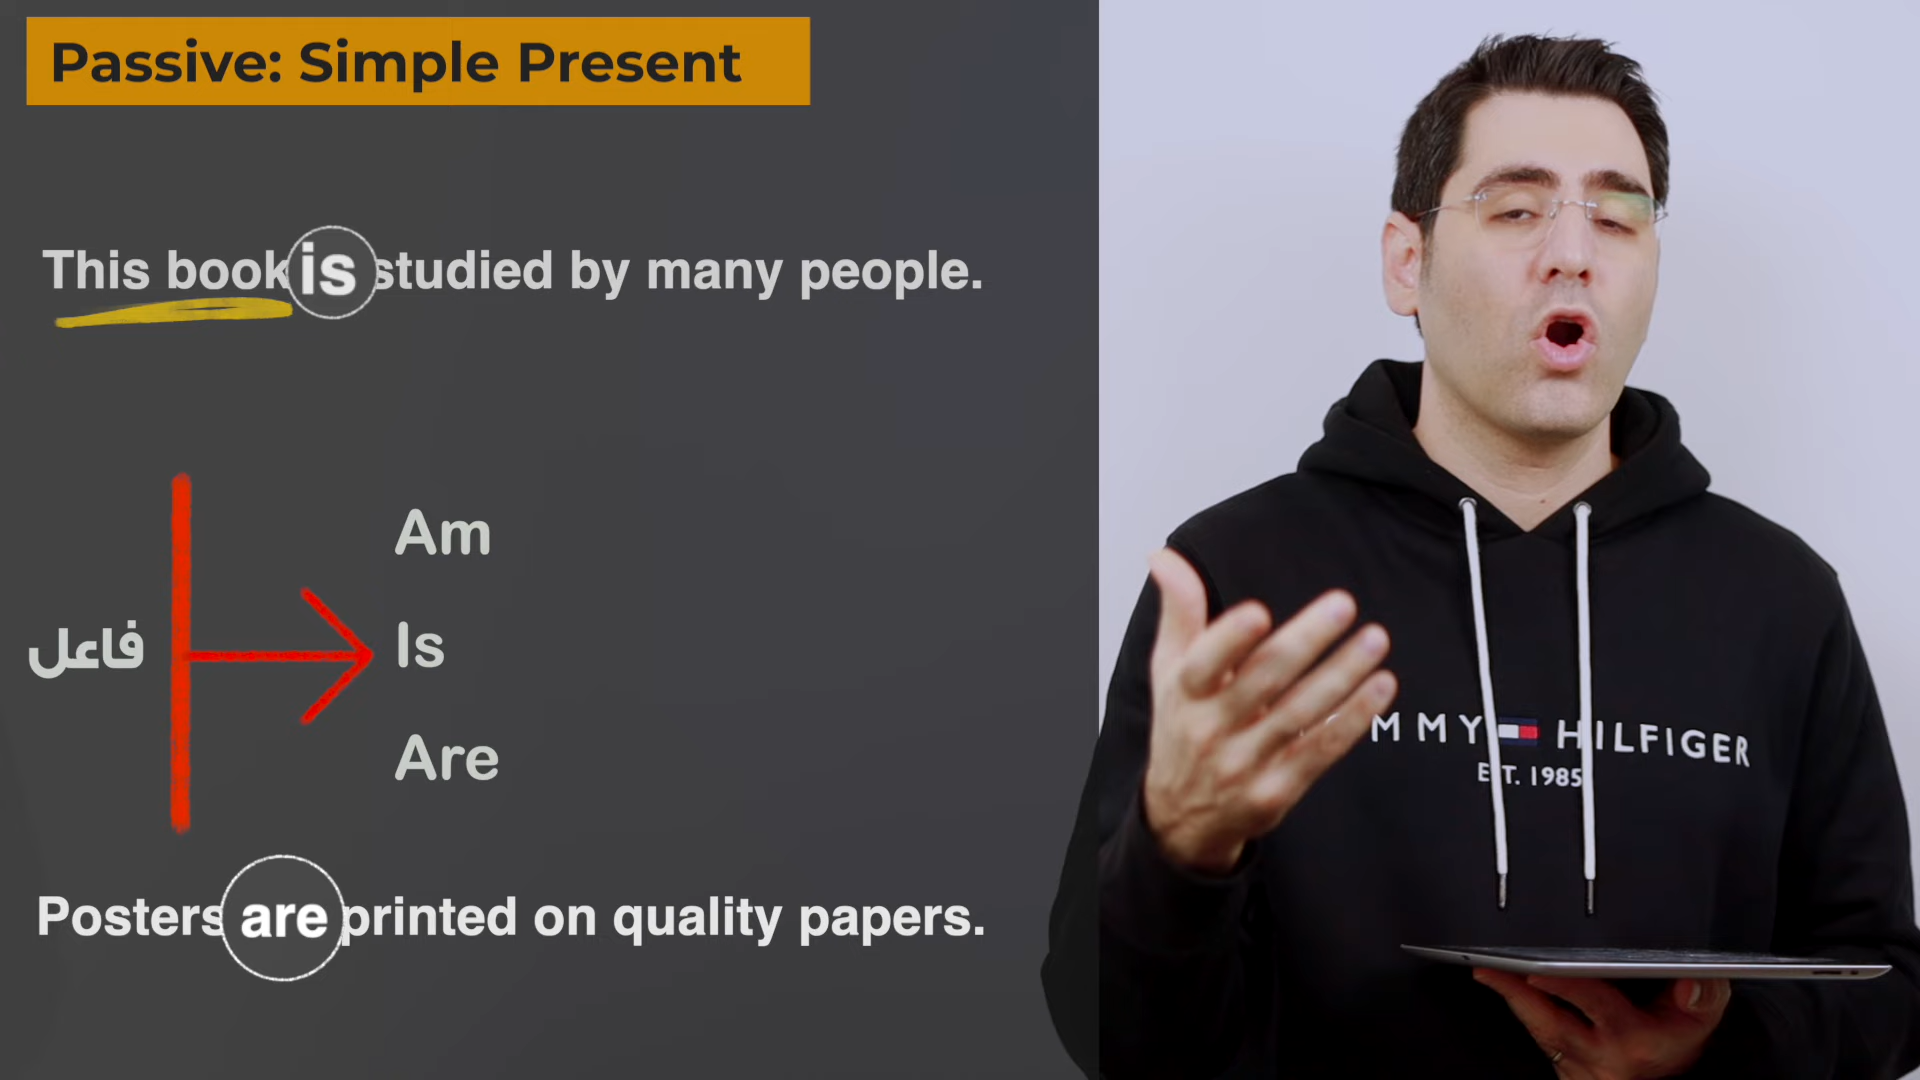 Passive: Simple Present
This book is studied by many people.
Am
فاعل
Is
Are
Posters are printed on quality papers.
MMY HILFIGER
EST. 1985